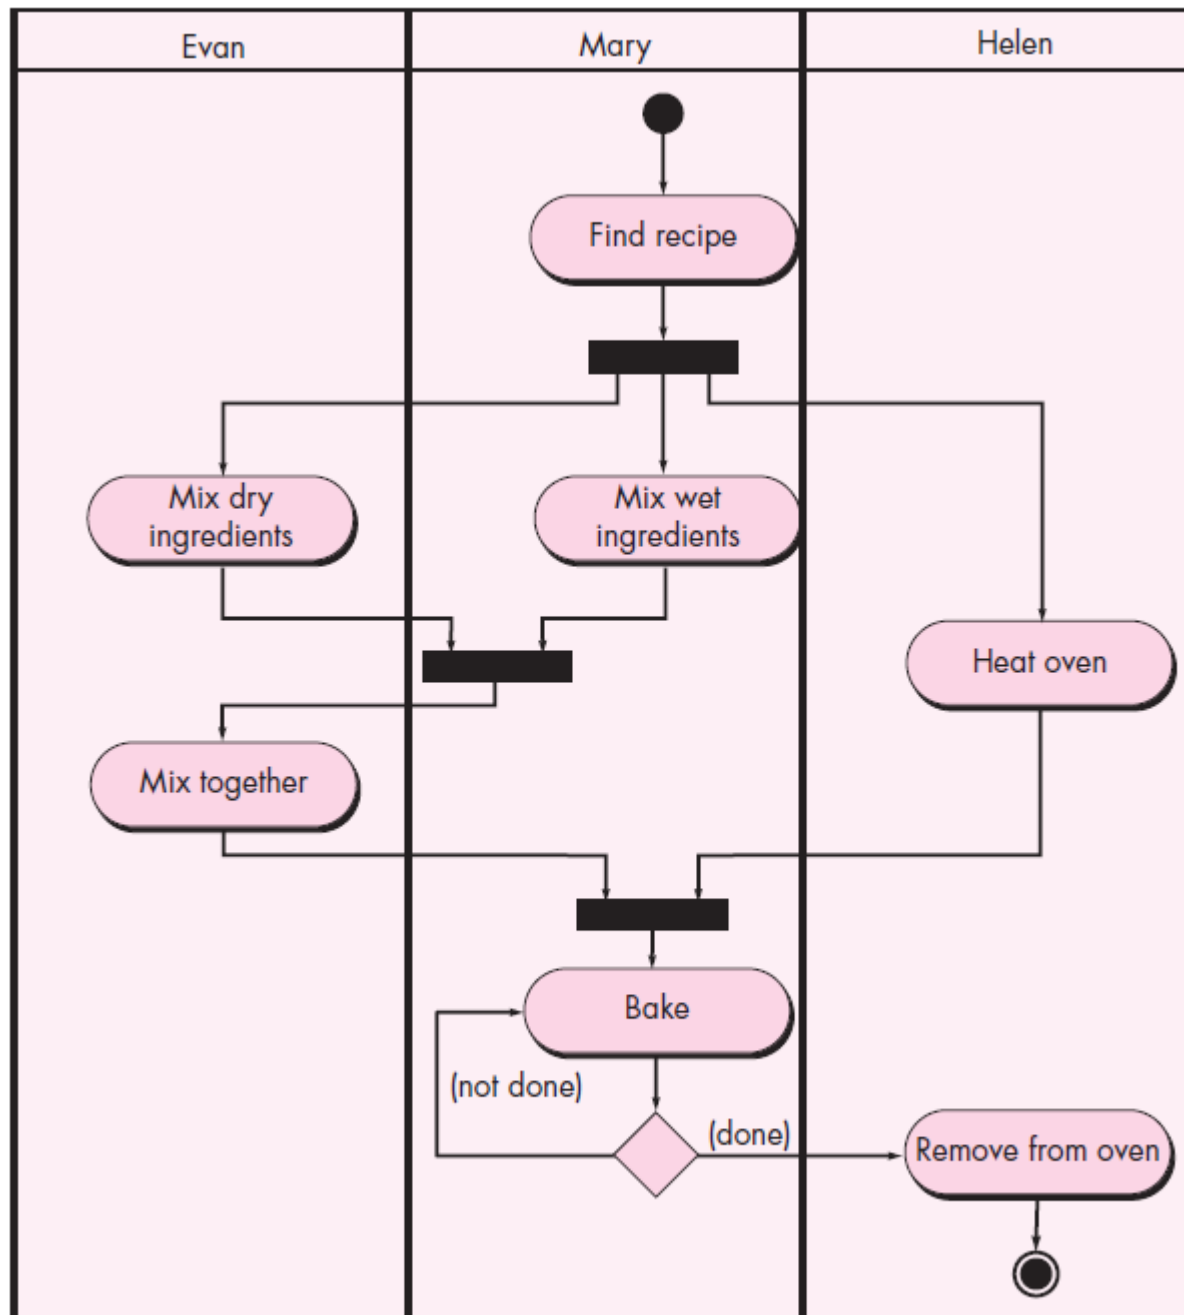 Evan
Mary
Helen
Find recipe
Mix dry
ingredients
Mix wet
ingredients
Heat oven
Mix together
Bake
(not done)
(done)
Remove from oven